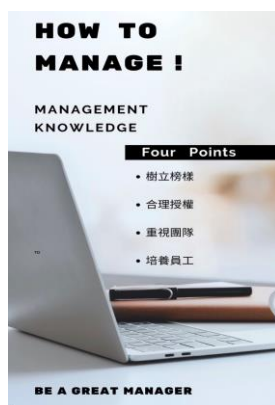 HOW TO
MANAGE !
MANAGEMENT
KNOWLEDGE
Four Points
• 樹立榜樣
• 合理授權
• 重視團隊
• 培養員工
BE A GREAT MANAGER